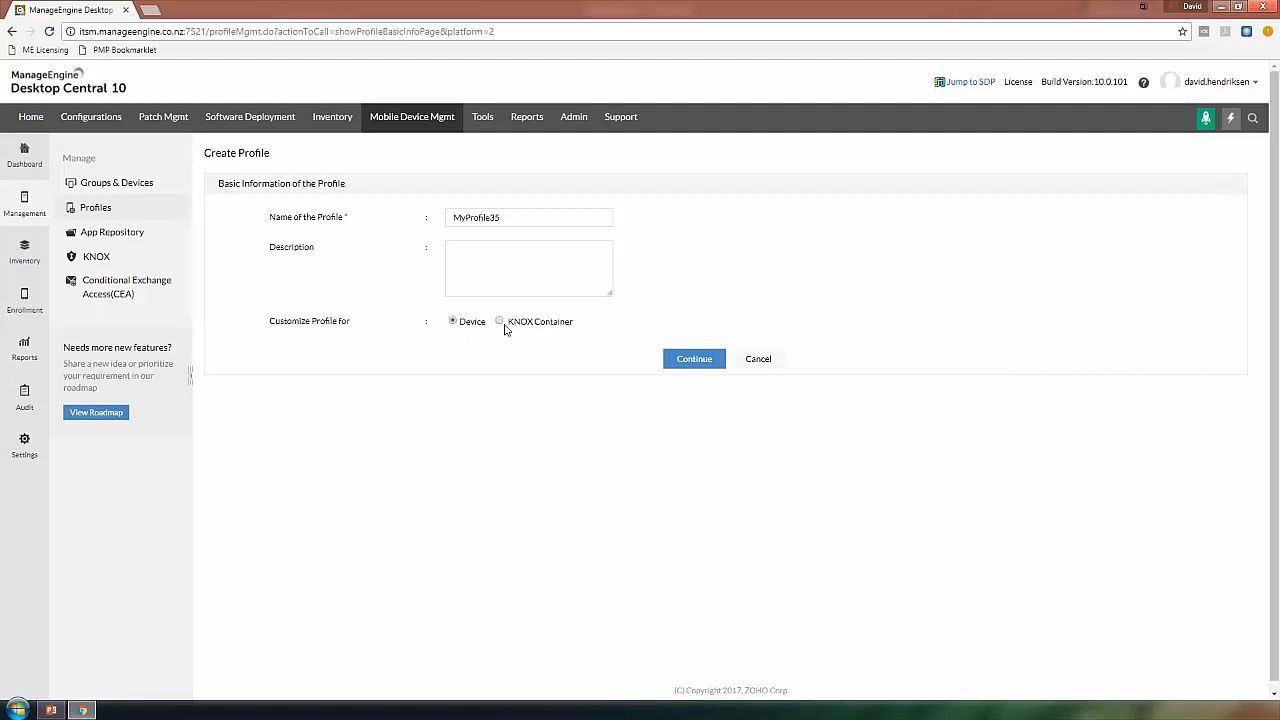 ManageEngine Desktop
David
itsm.manageengine.co.nz:7521/profileMgmt.do?actionToCall=showProfileBasicInfoPage&platform=2
ME Licensing PMP Bookmarklet
ManageEngine
Desktop Central 10
Jump to SDP License Build Version:10.0.101 david.hendriksen
Home Configurations Patch Mgmt Software Deployment Inventory Mobile Device Mgmt Tools Reports Admin Support
Dashboard
Management
Inventory
Enrollment
Reports
Audit
Settings
Manage
Groups & Devices
Profiles
App Repository
KNOX
Conditional Exchange
Access(CEA)
Needs more new features?
Share a new idea or prioritize
your requirement in our
roadmap
View Roadmap
Create Profile
Basic Information of the Profile
Name of the Profile * : MyProfile35
Description :
Customize Profile for : Device KNOX Container
Continue Cancel
(C) Copyright 2017, ZOHO Corp.